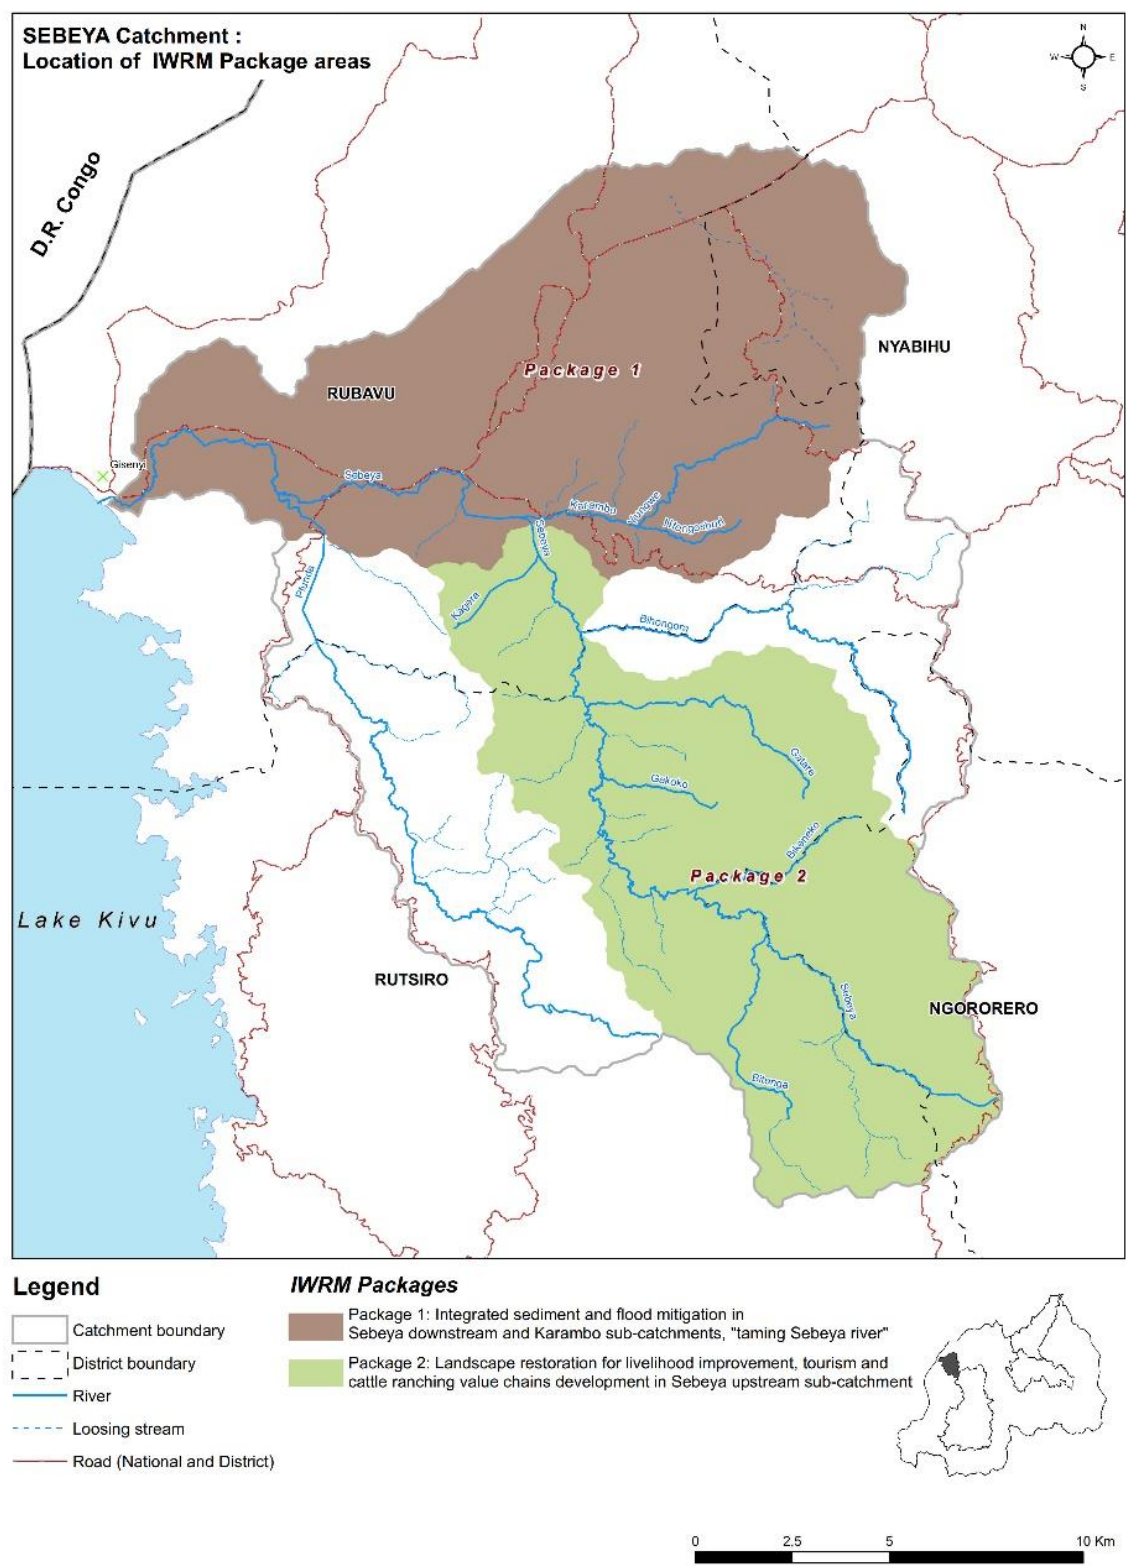 SEBEYA Catchment :
Location of IWRM Package areas
N
W
E
S
D.R. Congo
NYABIHU
Package 1
RUBAVU
Gisenyi
Sebeya
Karambu
Yungwe
Ntongoshuri
Sebeya
Pfunda
Kagera
Bihongora
Gatare
Gakoko
Bikeneko
Package 2
Lake Kivu
RUTSIRO
Sebeya
NGORORERO
Bitenga
Legend
Catchment boundary
District boundary
River
Loosing stream
Road (National and District)
IWRM Packages
Package 1: Integrated sediment and flood mitigation in
Sebeya downstream and Karambo sub-catchments, "taming Sebeya river"
Package 2: Landscape restoration for livelihood improvement, tourism and
cattle ranching value chains development in Sebeya upstream sub-catchment
0 2.5 5 10 Km